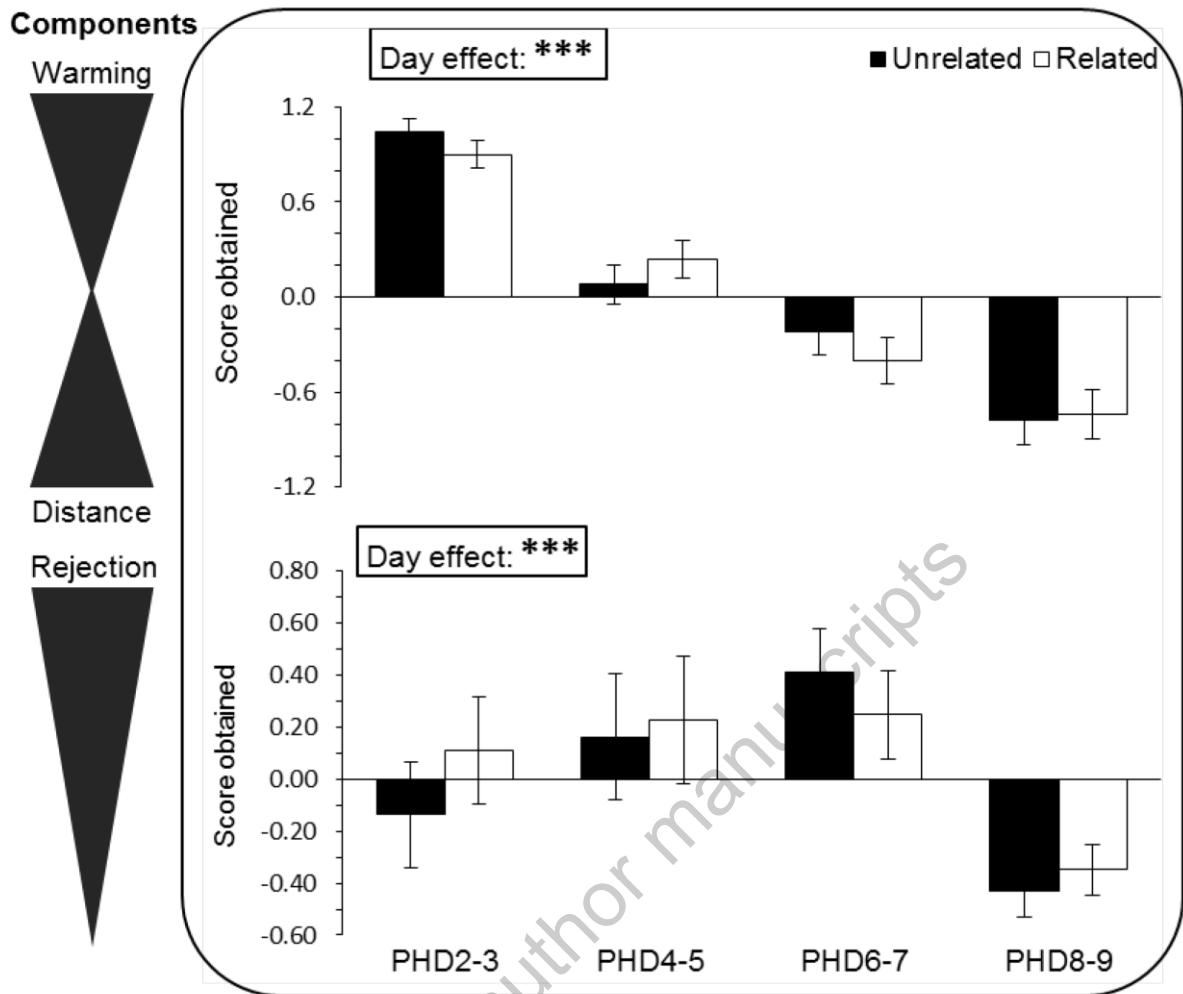 Components
Warming
Distance
Rejection
Day effect: ***
■Unrelated □Related
Score obtained
1.2
0.6
0.0
-0.6
-1.2
Day effect: ***
Score obtained
0.80
0.60
0.40
0.20
0.00
-0.20
-0.40
-0.60
PHD2-3 PHD4-5 PHD6-7 PHD8-9
author manuscripts